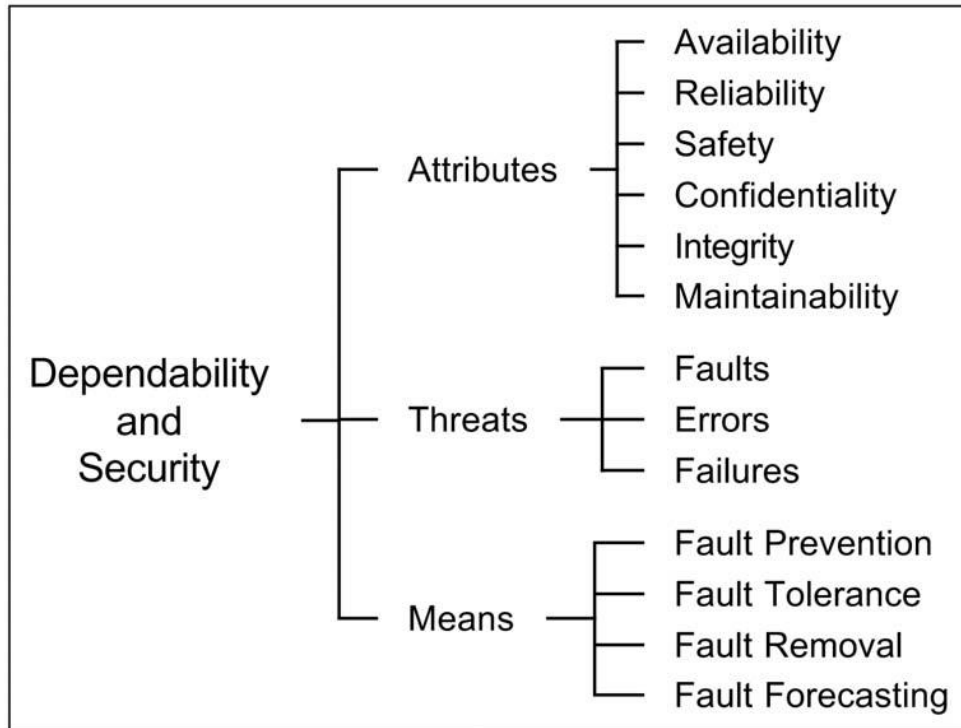 Dependability
and
Security
Attributes
Availability
Reliability
Safety
Confidentiality
Integrity
Maintainability
Threats
Faults
Errors
Failures
Means
Fault Prevention
Fault Tolerance
Fault Removal
Fault Forecasting